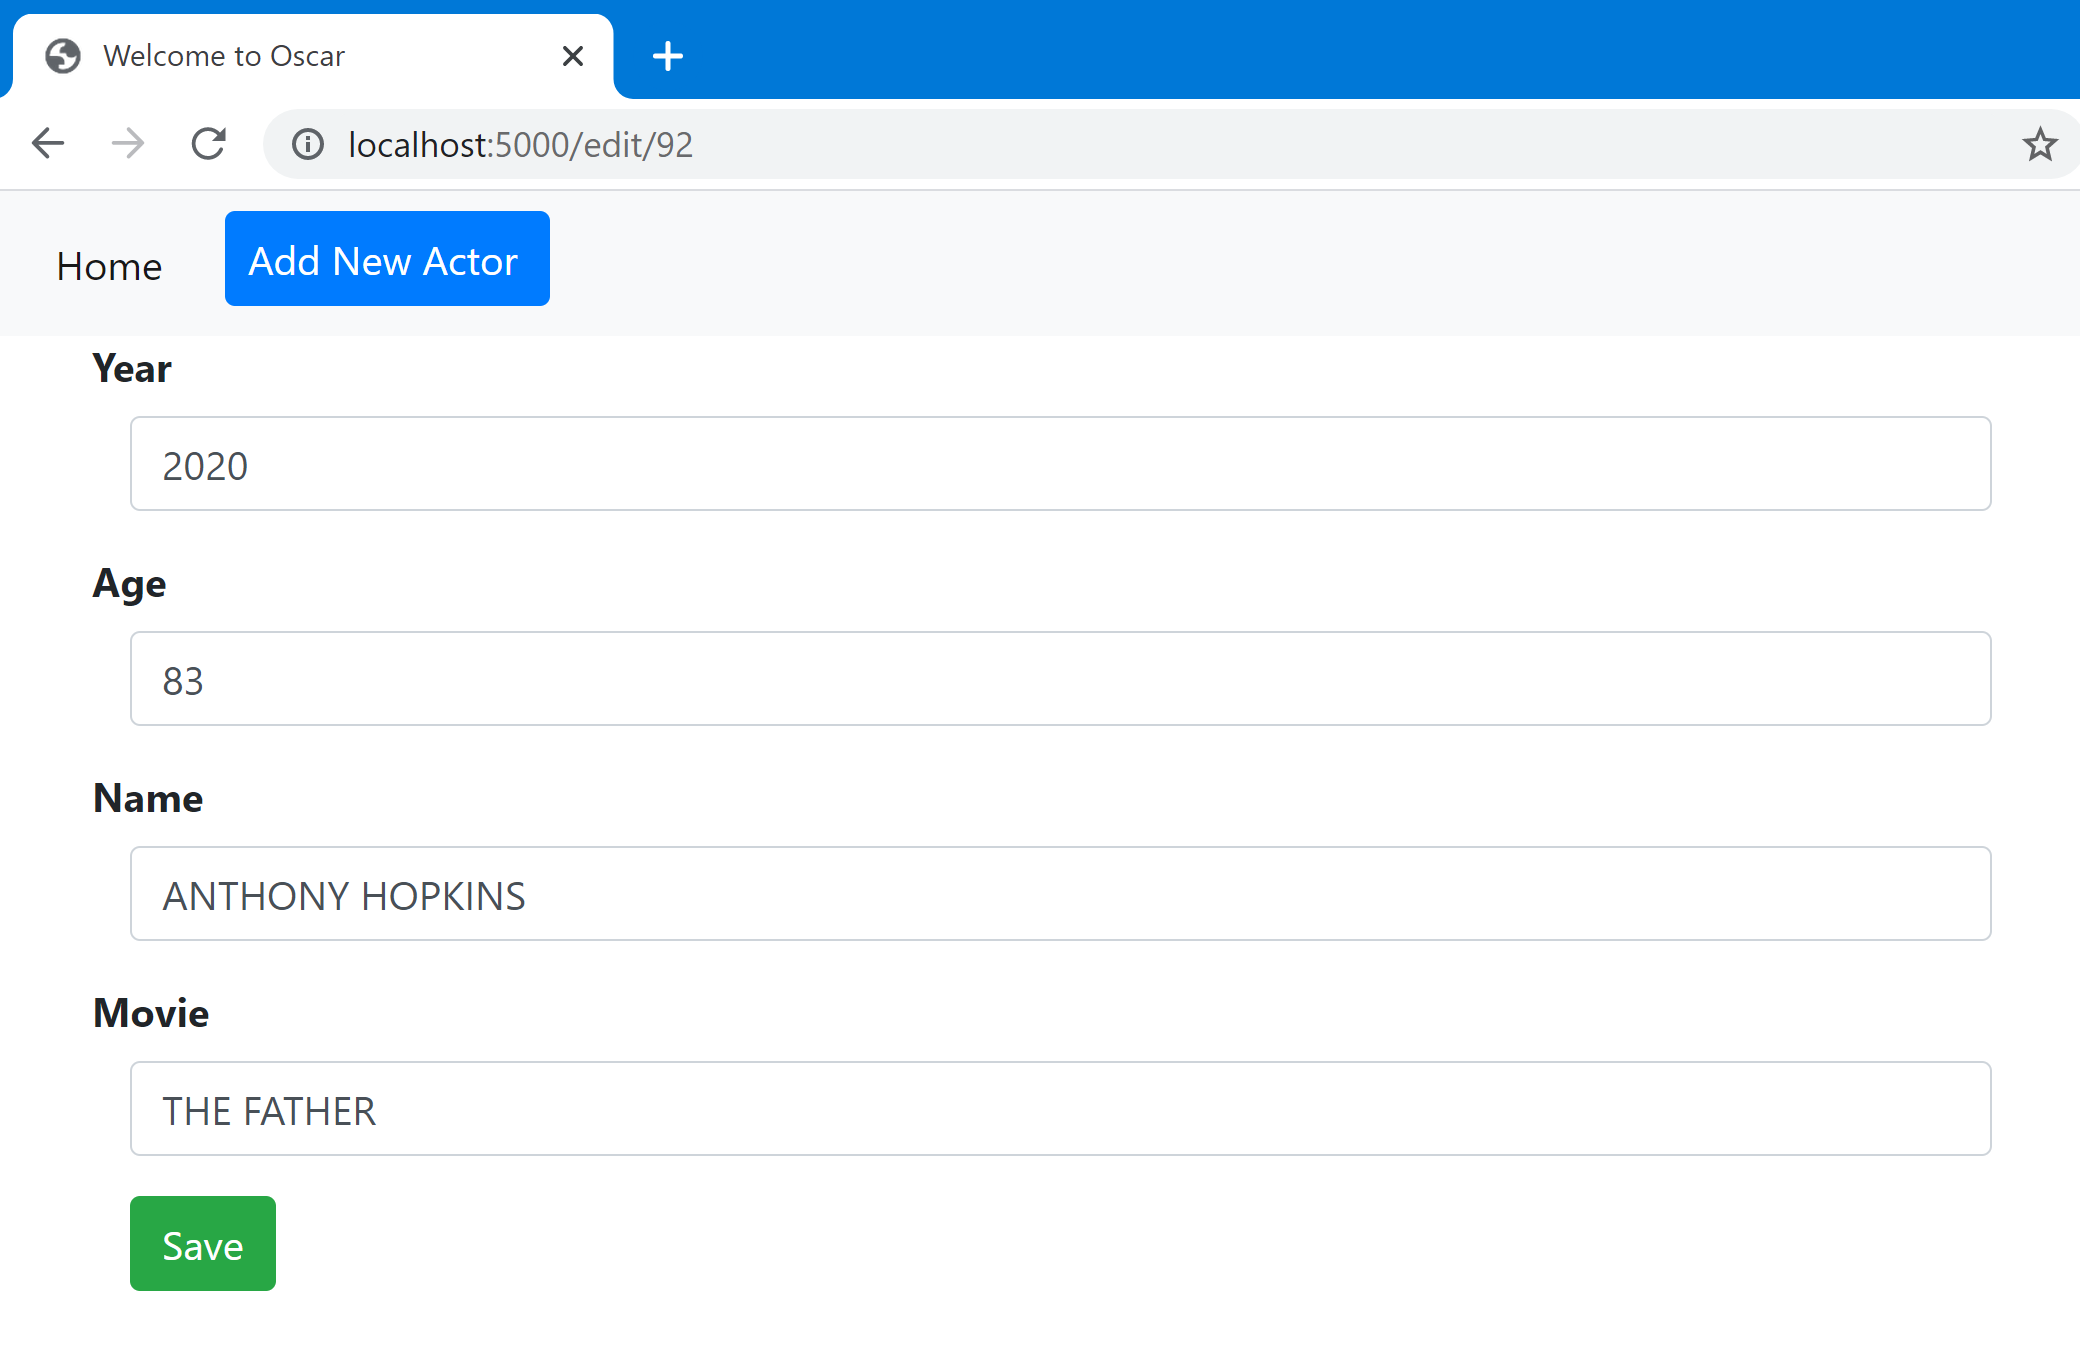 Welcome to Oscar
localhost:5000/edit/92
Home Add New Actor
Year
2020
Age
83
Name
ANTHONY HOPKINS
Movie
THE FATHER
Save